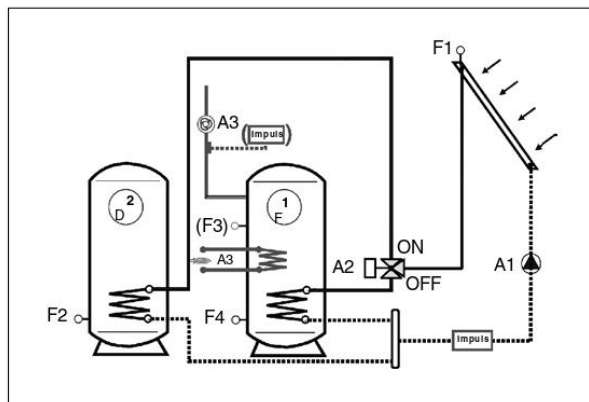 F1
A3
(Impuls)
2
D
1
F
(F3)
A3
A2
ON
OFF
A1
F2
F4
Impuls